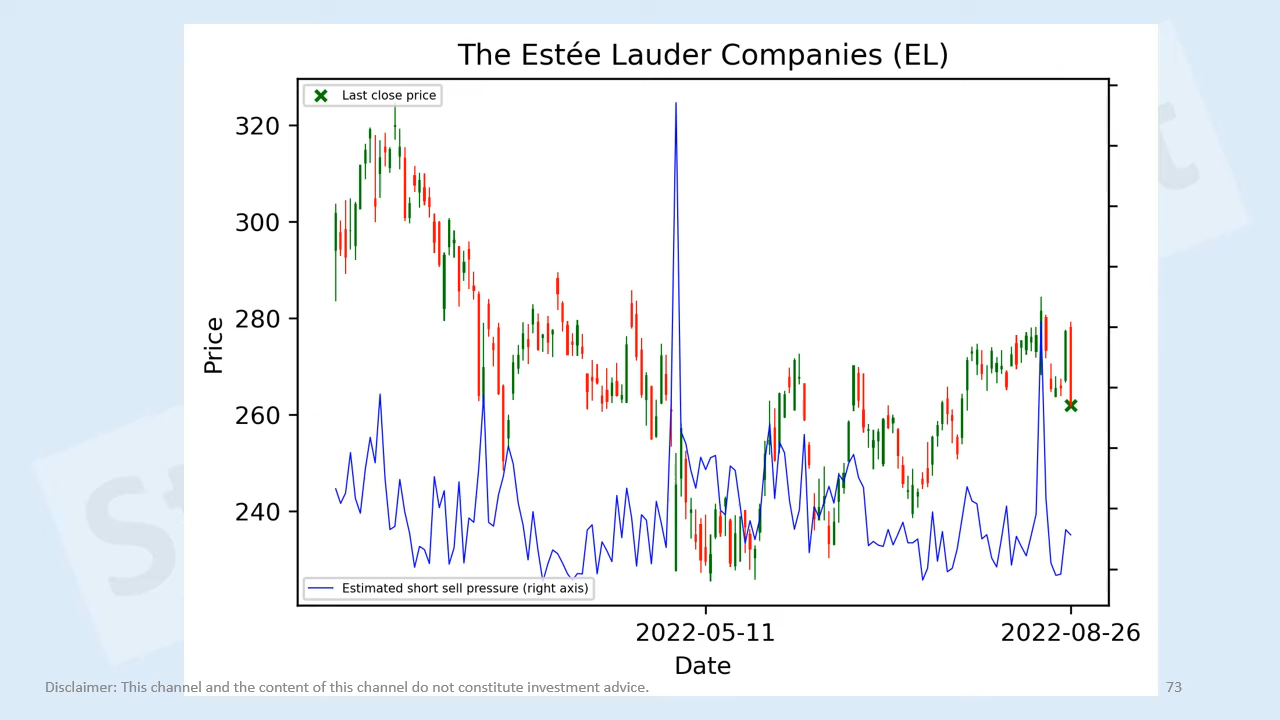 The Estée Lauder Companies (EL)
Last close price
320
300
280
260
240
Price
Estimated short sell pressure (right axis)
2022-05-11
2022-08-26
Date
Disclaimer: This channel and the content of this channel do not constitute investment advice.
73